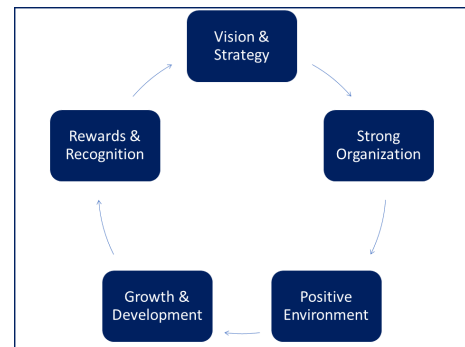 Vision &
Strategy
Strong
Organization
Positive
Environment
Growth &
Development
Rewards &
Recognition